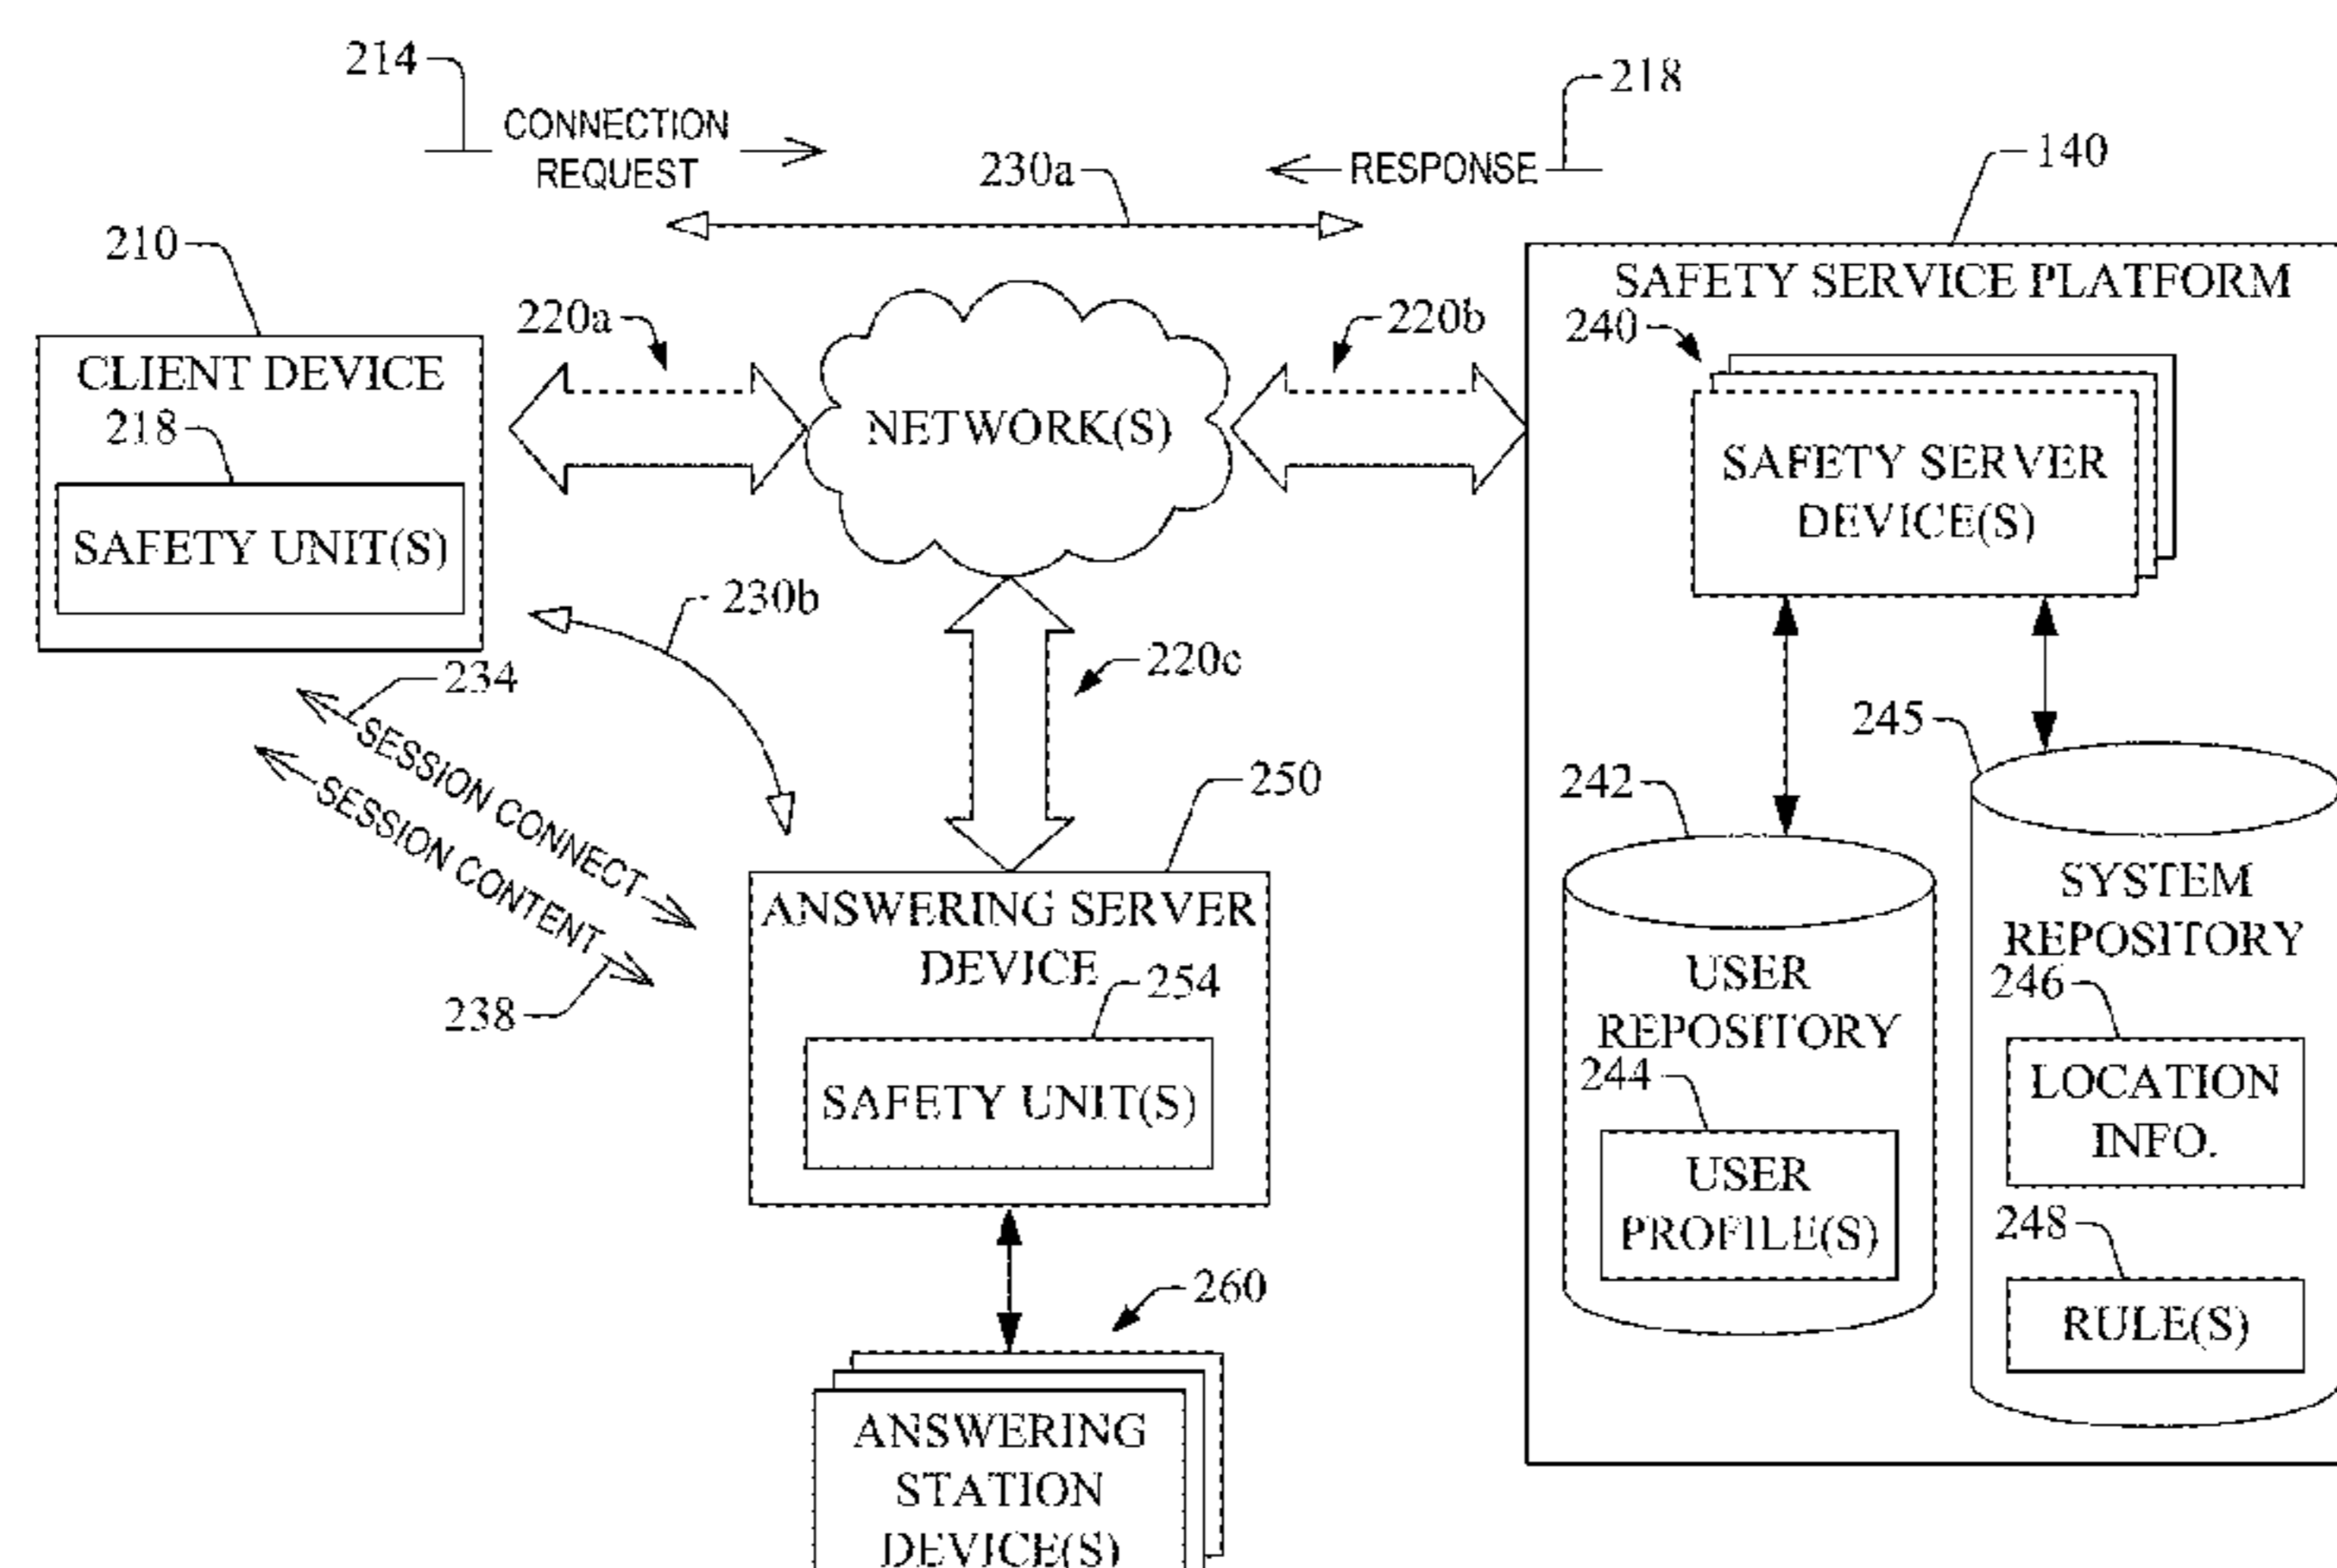 214
CONNECTION
REQUEST
218
RESPONSE
230a
140
210
SAFETY SERVICE PLATFORM
220a
220b
240
CLIENT DEVICE
218
SAFETY UNIT(S)
NETWORK(S)
SAFETY SERVER
DEVICE(S)
230b
220c
234
SESSION CONNECT
SESSION CONTENT
238
250
ANSWERING SERVER
DEVICE
254
SAFETY UNIT(S)
242
245
USER
REPOSITORY
244
USER
PROFILE(S)
SYSTEM
REPOSITORY
246
LOCATION
INFO.
248
RULE(S)
260
ANSWERING
STATION
DEVICE(S)